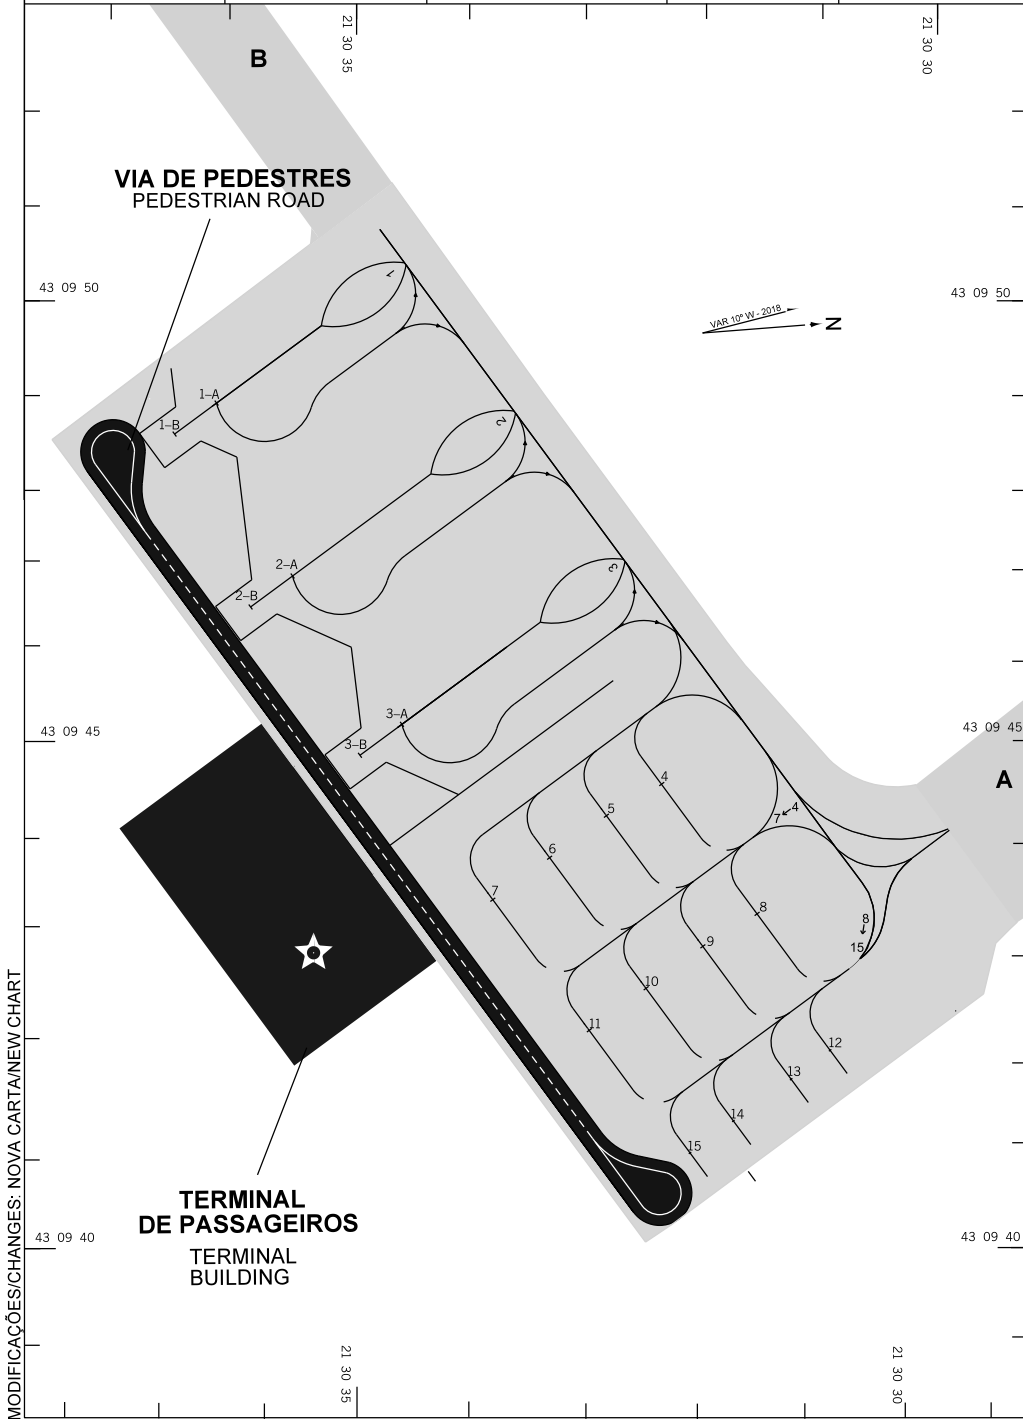 21 30 35
21 30 30
B
VIA DE PEDESTRES
PEDESTRIAN ROAD
43 09 50
43 09 50
VAR 10º W - 2018
N
1
1–A
1–B
2
2–A
2–B
3
3–A
3–B
43 09 45
43 09 45
A
4
5
6
7
4
7
8
9
10
11
8
15
12
13
14
15
TERMINAL
DE PASSAGEIROS
TERMINAL
BUILDING
43 09 40
43 09 40
21 30 35
21 30 30
MODIFICAÇÕES/CHANGES: NOVA CARTA/NEW CHART